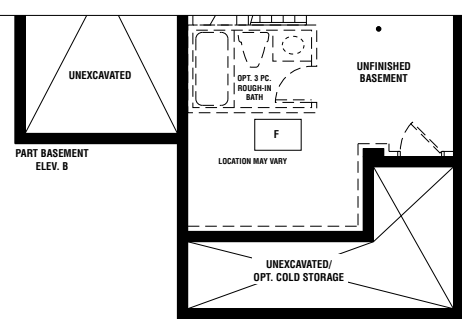 UNEXCAVATED
OPT. 3 PC.
ROUGH-IN
BATH
UNFINISHED
BASEMENT
F
LOCATION MAY VARY
PART BASEMENT
ELEV. B
UNEXCAVATED/
OPT. COLD STORAGE